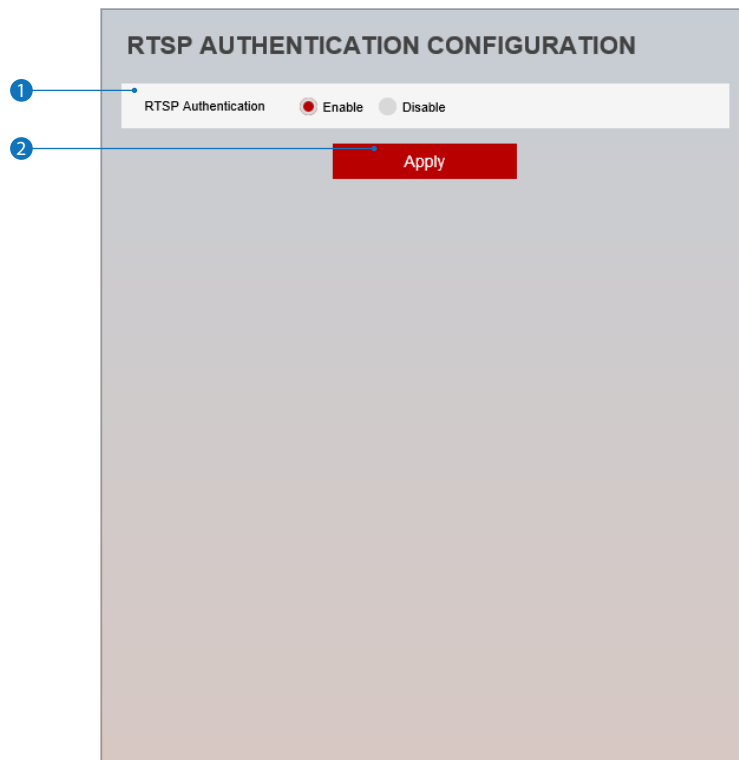 RTSP AUTHENTICATION CONFIGURATION
1
RTSP Authentication Enable Disable
2
Apply